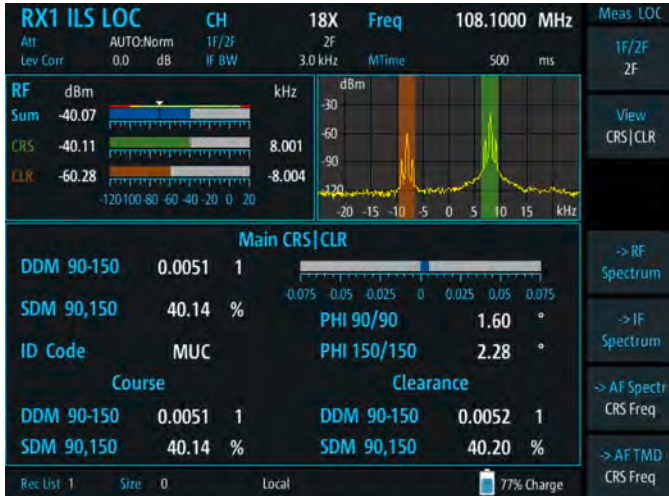 RX1 ILS LOC CH 18X Freq 108.1000 MHz
Att AUTO:Norm 1F/2F 2F
Lev Corr 0.0 dB IF BW 3.0 kHz MTime 500 ms
Meas LOC
1F/2F
2F
View
CRS|CLR
-> RF
Spectrum
-> IF
Spectrum
-> AF Spectr
CRS Freq
-> AF TMD
CRS Freq
RF dBm kHz
Sum -40.07
CRS -40.11 8.001
CLR -60.28 -8.004
-120 100 -80 -60 -40 -20 0 20
dBm
-30
-60
-90
-120
-20 -15 -10 -5 0 5 10 15 kHz
Main CRS|CLR
DDM 90-150 0.0051 1
-0.075 -0.05 -0.025 0 0.025 0.05 0.075
SDM 90,150 40.14 %
PHI 90/90 1.60 °
ID Code MUC
PHI 150/150 2.28 °
Course Clearance
DDM 90-150 0.0051 1 DDM 90-150 0.0052 1
SDM 90,150 40.14 % SDM 90,150 40.20 %
Rec List 1 Size 0 Local 77% Charge